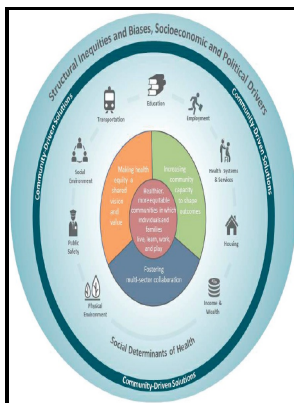 Structural Inequities and Biases, Socioeconomic and Political Drivers
Community-Driven Solutions
Community-Driven Solutions
Education
Transportation
Employment
Social
Environment
Health Systems
& Services
Public
Safety
Housing
Physical
Environment
Income &
Wealth
Making health
equity a
shared
vision
and
value
Increasing
community
capacity
to shape
outcomes
Healthier,
more equitable
communities in which
individuals and
families
live, learn, work,
and play
Fostering
multi-sector collaboration
Social Determinants of Health
Community-Driven Solutions